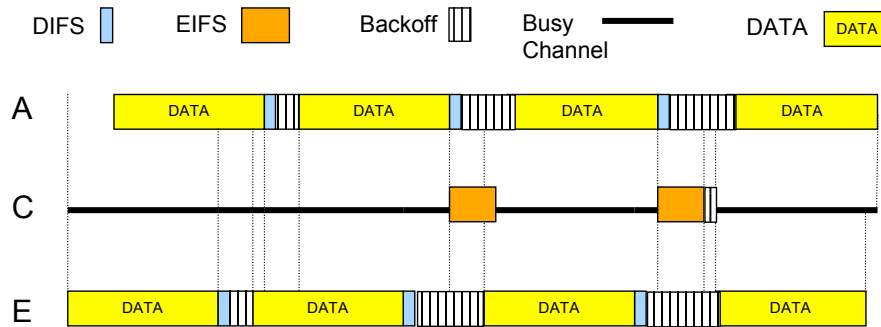 DIFS EIFS Backoff Busy Channel DATA DATA
A DATA DATA DATA DATA
C
E DATA DATA DATA DATA